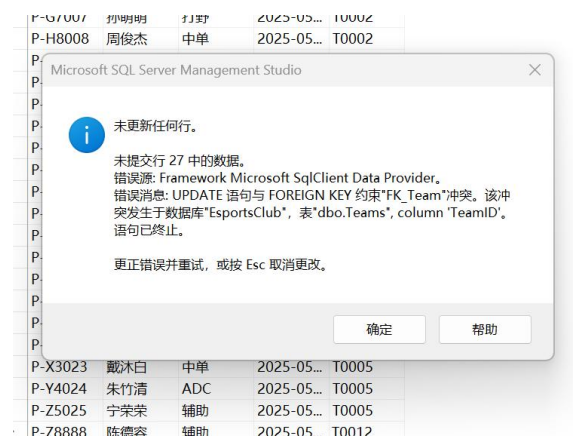 P-G7007 孙明明 打野 2025-05... T0002
P-H8008 周俊杰 中单 2025-05... T0002
Microsoft SQL Server Management Studio
未更新任何行。
未提交行 27 中的数据。
错误源: Framework Microsoft SqlClient Data Provider。
错误消息: UPDATE 语句与 FOREIGN KEY 约束"FK_Team"冲突。该冲
突发生于数据库"EsportsClub"，表"dbo.Teams", column 'TeamID'。
语句已终止。
更正错误并重试，或按 Esc 取消更改。
确定 帮助
P-X3023 戴沐白 中单 2025-05... T0005
P-Y4024 朱竹清 ADC 2025-05... T0005
P-Z5025 宁荣荣 辅助 2025-05... T0005
P-Z8888 陈德容 辅助 2025-05... T0012